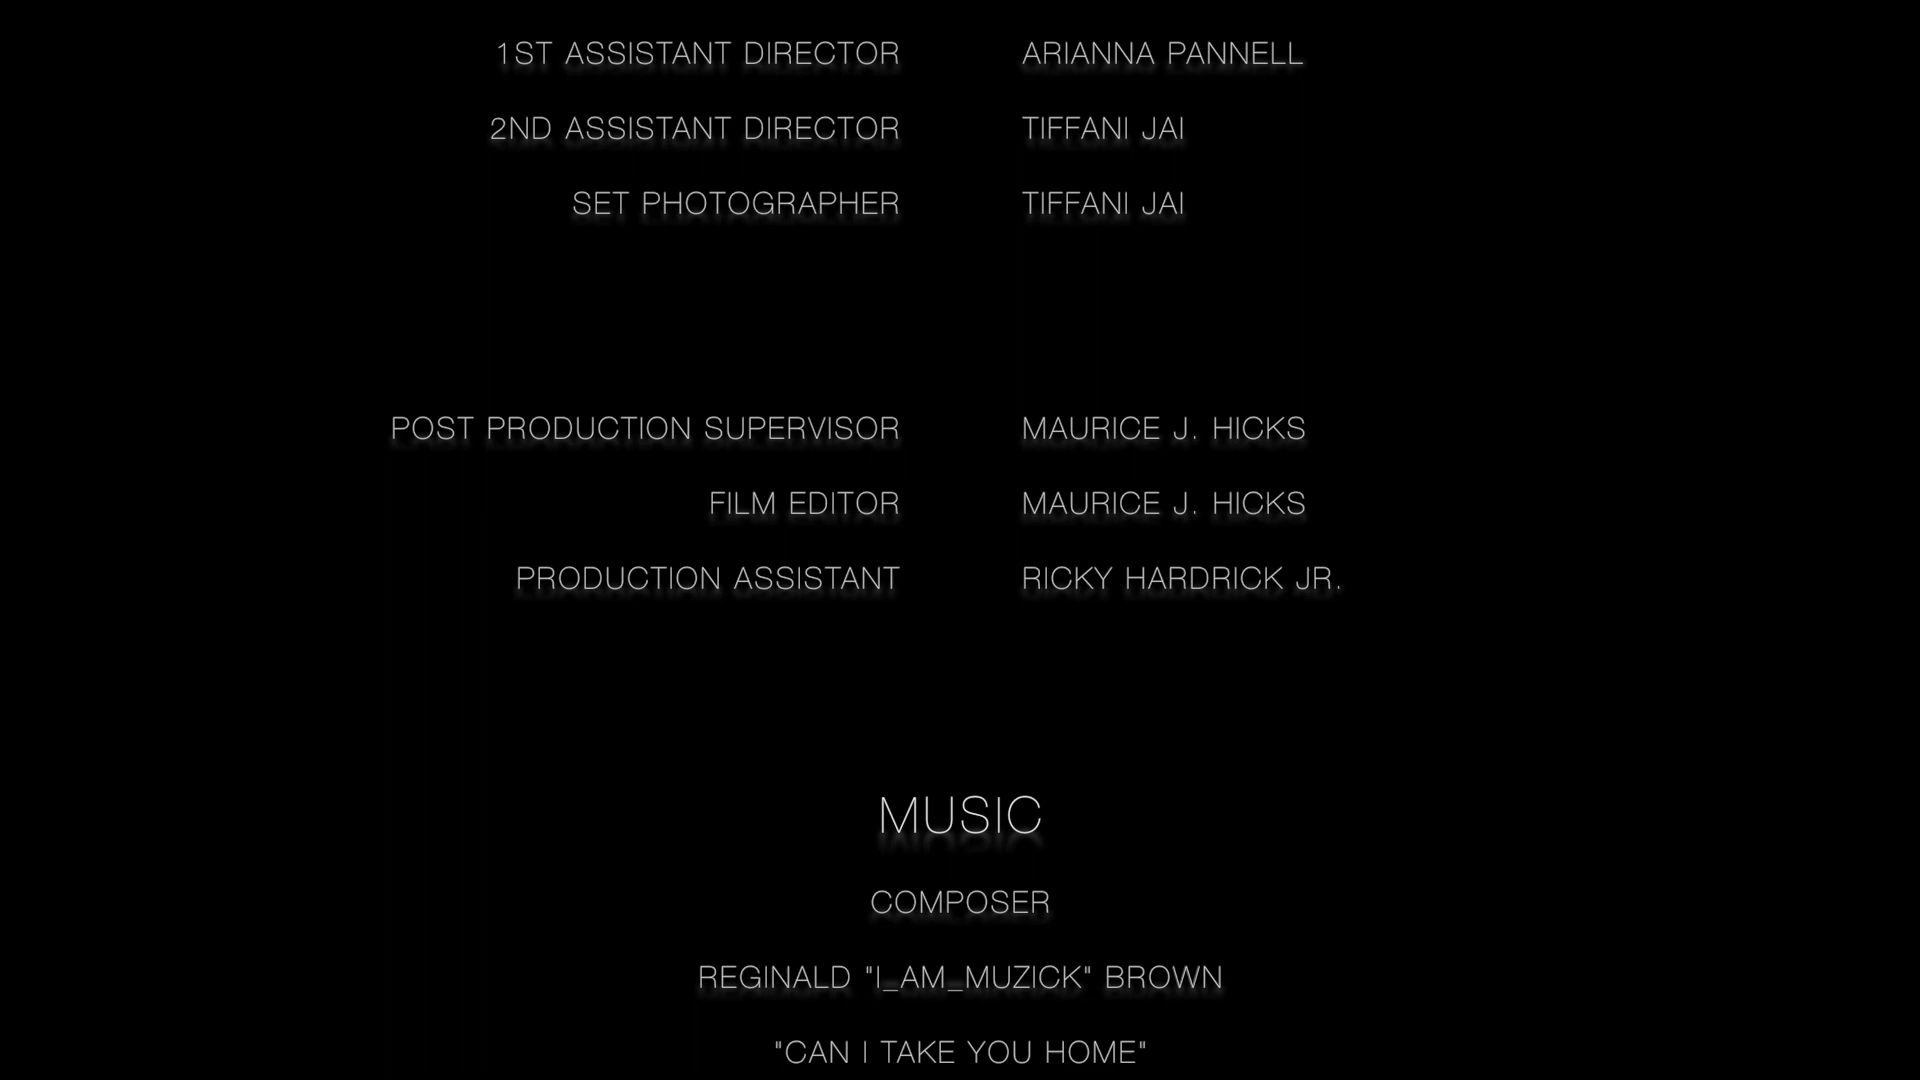 1ST ASSISTANT DIRECTOR ARIANNA PANNELL
2ND ASSISTANT DIRECTOR TIFFANI JAI
SET PHOTOGRAPHER TIFFANI JAI
POST PRODUCTION SUPERVISOR MAURICE J. HICKS
FILM EDITOR MAURICE J. HICKS
PRODUCTION ASSISTANT RICKY HARDRICK JR.
MUSIC
COMPOSER
REGINALD "I_AM_MUZICK" BROWN
"CAN I TAKE YOU HOME"